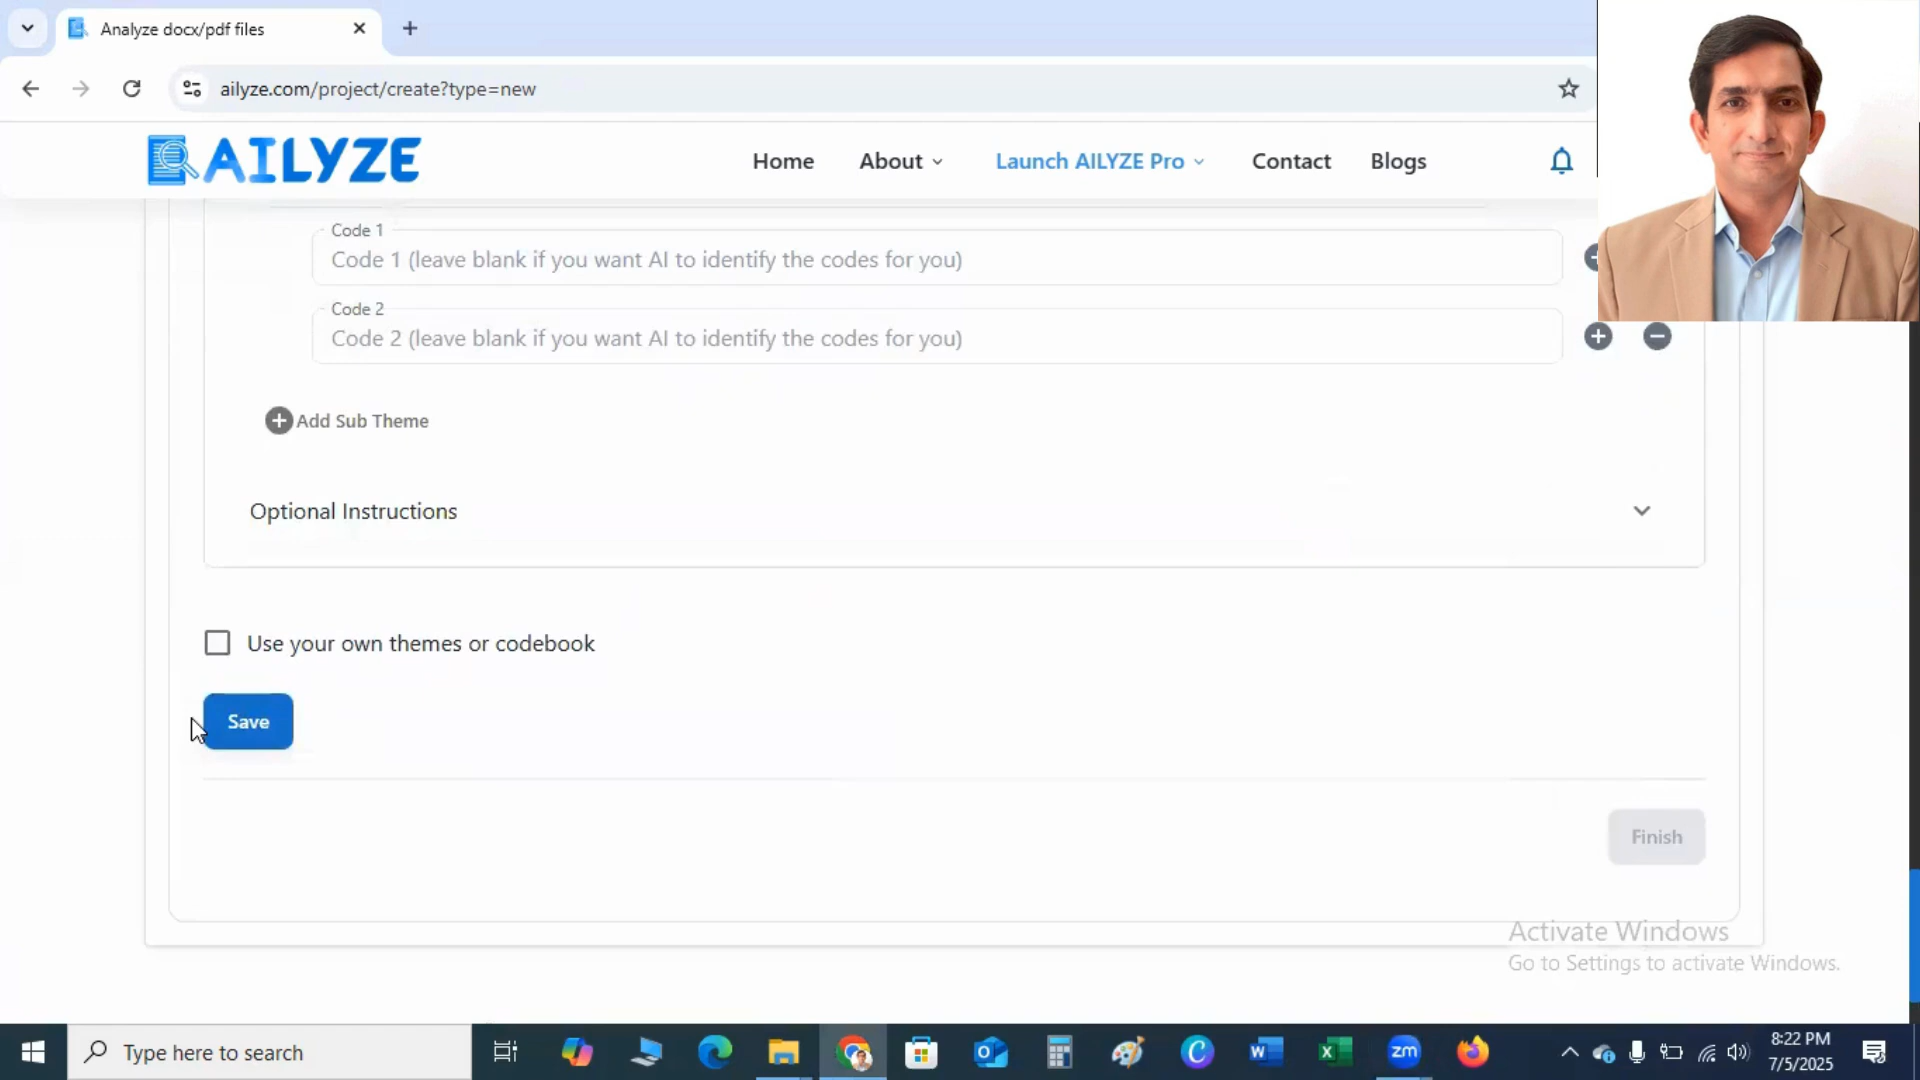 Analyze docx/pdf files
ailyze.com/project/create?type=new
AILYZE
Home About Launch AILYZE Pro Contact Blogs
Code 1
Code 1 (leave blank if you want AI to identify the codes for you)
Code 2
Code 2 (leave blank if you want AI to identify the codes for you)
Add Sub Theme
Optional Instructions
Use your own themes or codebook
Save
Finish
Activate Windows
Go to Settings to activate Windows.
Type here to search
zm
8:22 PM
7/5/2025